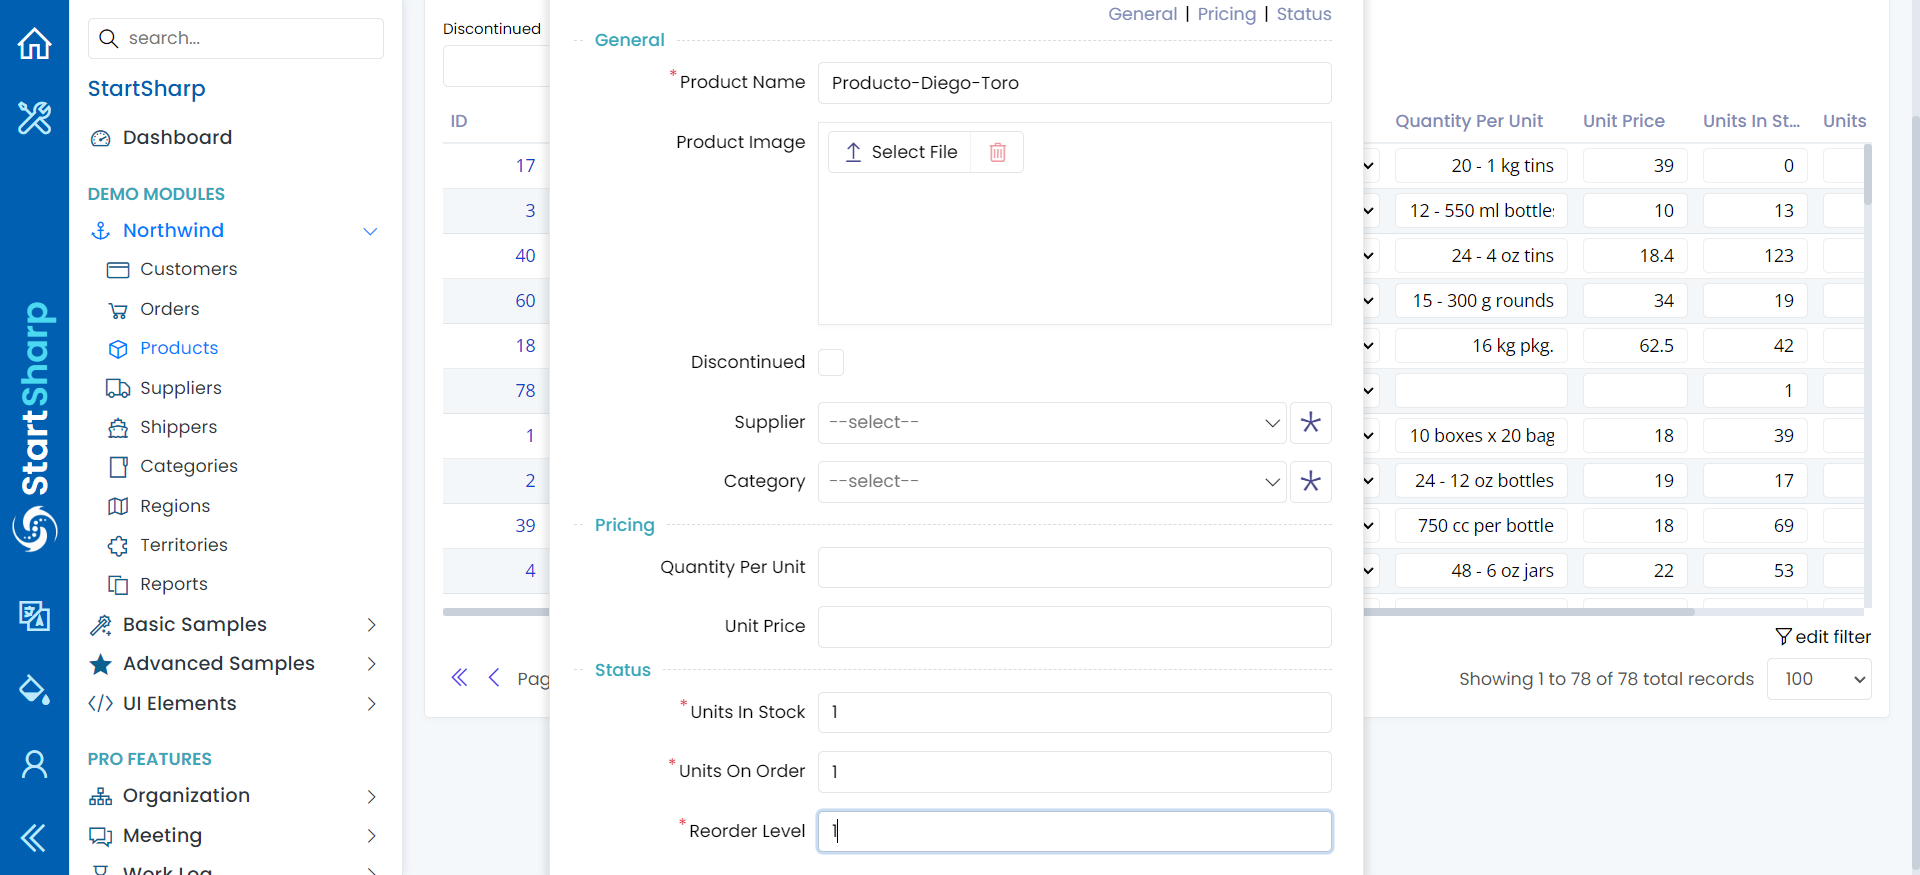 search...
StartSharp
Dashboard
DEMO MODULES
Northwind
Customers
Orders
Products
Suppliers
Shippers
Categories
Regions
Territories
Reports
Basic Samples
Advanced Samples
UI Elements
PRO FEATURES
Organization
Meeting
Work Log
StartSharp
Discontinued
ID
17
3
40
60
18
78
1
2
39
4
Pag
General | Pricing | Status
General
*Product Name Producto-Diego-Toro
Product Image Select File
Discontinued
Supplier --select--
Category --select--
Pricing
Quantity Per Unit
Unit Price
Status
*Units In Stock 1
*Units On Order 1
*Reorder Level 1
Quantity Per Unit Unit Price Units In St... Units
20 - 1 kg tins 39 0
12 - 550 ml bottles 10 13
24 - 4 oz tins 18.4 123
15 - 300 g rounds 34 19
16 kg pkg. 62.5 42
1
10 boxes x 20 bag 18 39
24 - 12 oz bottles 19 17
750 cc per bottle 18 69
48 - 6 oz jars 22 53
edit filter
Showing 1 to 78 of 78 total records 100